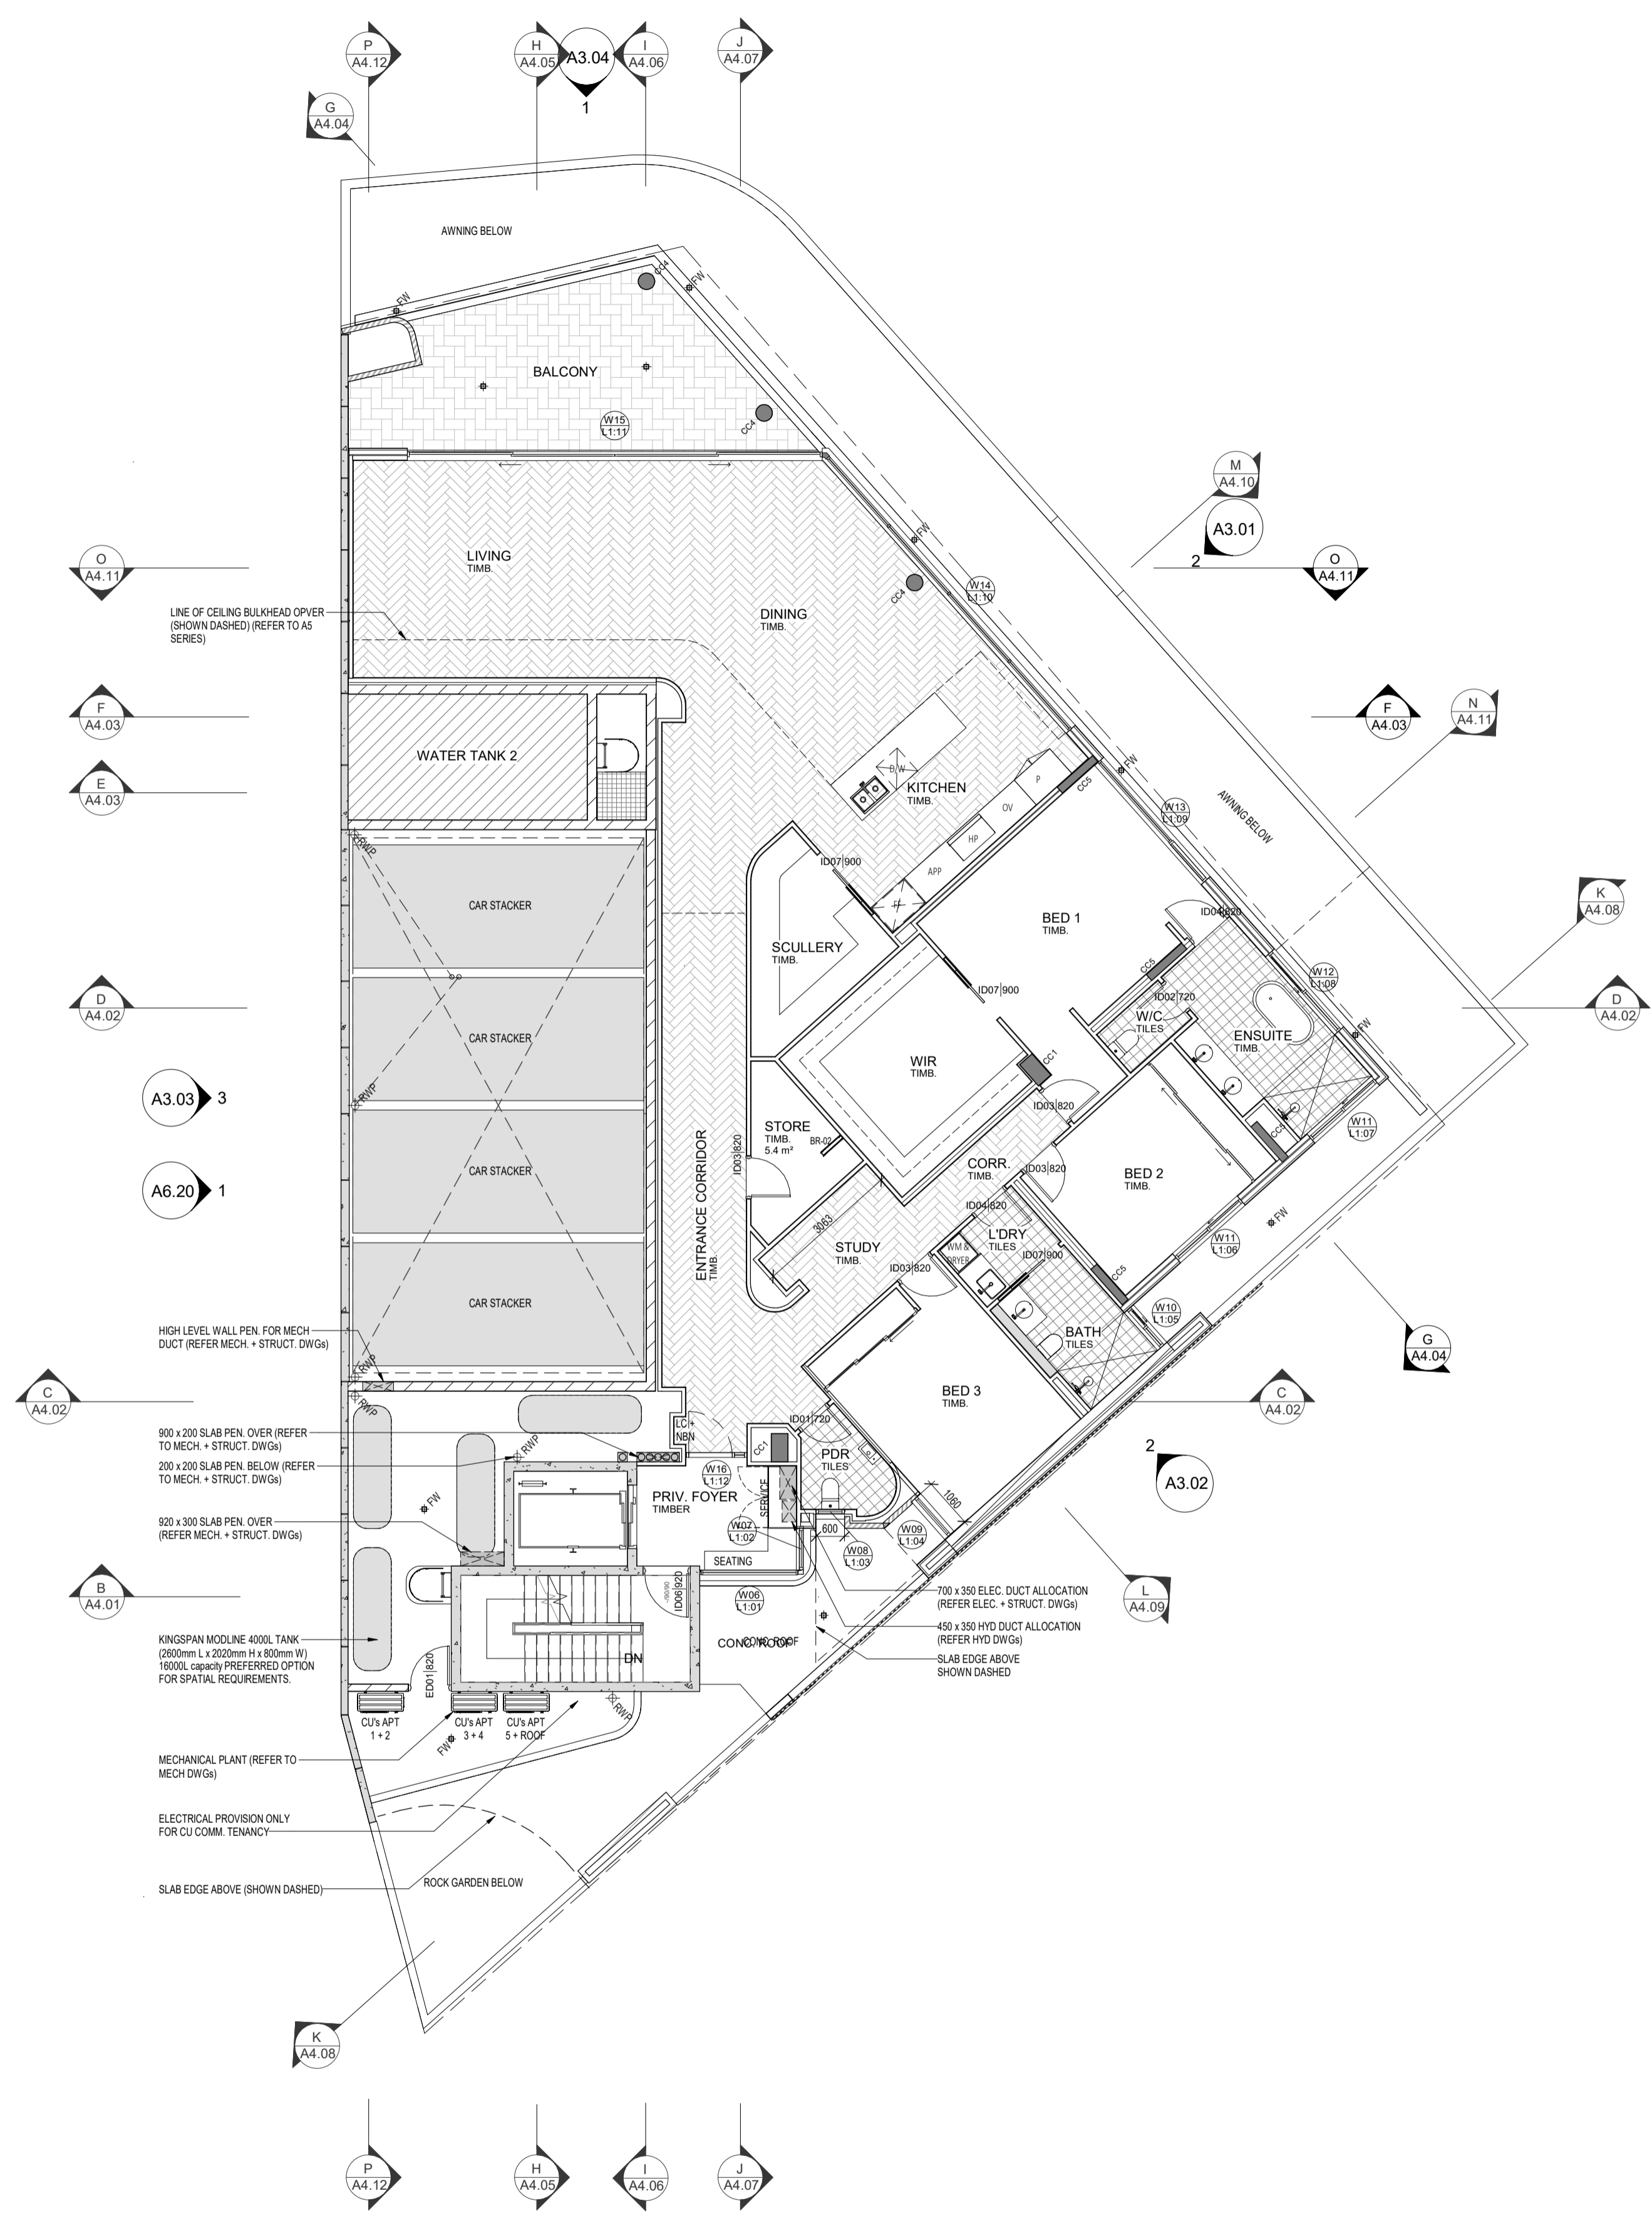 P
A4.12
H
A4.05
A3.04
1
I
A4.06
J
A4.07
G
A4.04
AWNING BELOW
CC4
FW
FW
BALCONY
W15
L1:11
CC4
M
A4.10
A3.01
2
O
A4.11
O
A4.11
FW
LIVING
TIMB.
W14
L1:10
CC4
LINE OF CEILING BULKHEAD OPVER
(SHOWN DASHED) (REFER TO A5
SERIES)
DINING
TIMB.
F
A4.03
F
A4.03
N
A4.11
WATER TANK 2
E
A4.03
D/W
KITCHEN
TIMB.
P
OV
HP
APP
CC5
FW
W13
L1:09
AWNING BELOW
RWP
ID07|900
CAR STACKER
K
A4.08
BED 1
TIMB.
ID04|820
SCULLERY
TIMB.
CC5
W12
L1:08
D
A4.02
D
A4.02
ID07|900
ID02|720
W/C
TILES
ENSUITE
TIMB.
FW
CAR STACKER
WIR
TIMB.
CC1
A3.03
3
RWP
ID03|820
CC5
W11
L1:07
STORE
TIMB.
5.4 m²
BR-02
ID03|820
ENTRANCE CORRIDOR
TIMB.
CAR STACKER
CORR.
TIMB.
ID03|820
BED 2
TIMB.
A6.20
1
ID04|820
FW
3063
STUDY
TIMB.
L'DRY
TILES
WM &
DRYER
ID07|900
W11
L1:06
ID03|820
CC5
CAR STACKER
W10
L1:05
BATH
TILES
G
A4.04
HIGH LEVEL WALL PEN. FOR MECH
DUCT (REFER MECH. + STRUCT. DWGs)
RWP
RWP
C
A4.02
C
A4.02
BED 3
TIMB.
LC +
NBN
ID01|720
900 x 200 SLAB PEN. OVER (REFER
TO MECH. + STRUCT. DWGs)
RWP
CC1
PDR
TILES
2
A3.02
200 x 200 SLAB PEN. BELOW (REFER
TO MECH. + STRUCT. DWGs)
W16
L1:12
PRIV. FOYER
TIMBER
SERVICE
FW
1060
920 x 300 SLAB PEN. OVER
(REFER MECH. + STRUCT. DWGs)
W07
L1:02
600
W09
L1:04
W08
L1:03
SEATING
B
A4.01
-/90/90
ID06|920
W06
L1:01
700 x 350 ELEC. DUCT ALLOCATION
(REFER ELEC. + STRUCT. DWGs)
L
A4.09
450 x 350 HYD DUCT ALLOCATION
(REFER HYD DWGs)
KINGSPAN MODLINE 4000L TANK
(2600mm L x 2020mm H x 800mm W)
16000L capacity PREFERRED OPTION
FOR SPATIAL REQUIREMENTS.
CONC. ROOF
CONC. ROOF
DN
SLAB EDGE ABOVE
SHOWN DASHED
ED01|820
RWP
CU's APT
1 + 2
CU's APT
3 + 4
CU's APT
5 + ROOF
FW
MECHANICAL PLANT (REFER TO
MECH DWGs)
ELECTRICAL PROVISION ONLY
FOR CU COMM. TENANCY
SLAB EDGE ABOVE (SHOWN DASHED)
ROCK GARDEN BELOW
K
A4.08
P
A4.12
H
A4.05
I
A4.06
J
A4.07